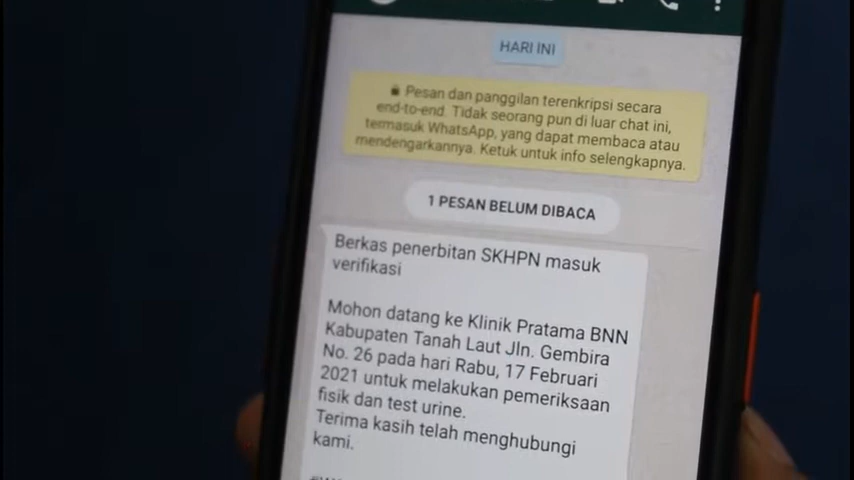 HARI INI
Pesan dan panggilan terenkripsi secara
end-to-end. Tidak seorang pun di luar chat ini,
termasuk WhatsApp, yang dapat membaca atau
mendengarkannya. Ketuk untuk info selengkapnya.
1 PESAN BELUM DIBACA
Berkas penerbitan SKHPN masuk
verifikasi
Mohon datang ke Klinik Pratama BNN
Kabupaten Tanah Laut Jln. Gembira
No. 26 pada hari Rabu, 17 Februari
2021 untuk melakukan pemeriksaan
fisik dan test urine.
Terima kasih telah menghubungi
kami.